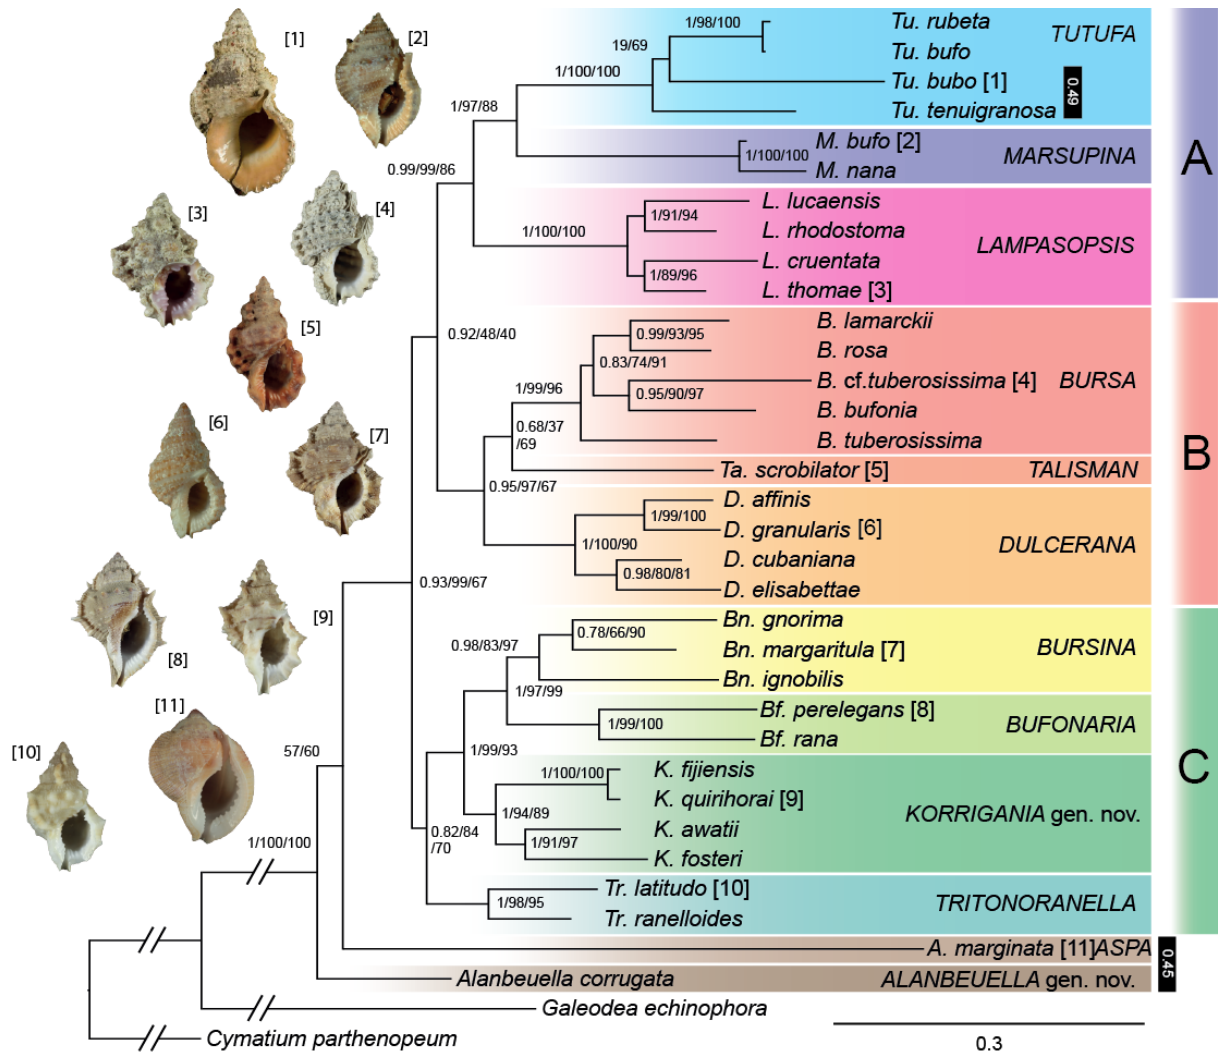 [1]
[2]
[3]
[4]
[5]
[6]
[7]
[8]
[9]
[10]
[11]
1/98/100
19/69
1/100/100
1/97/88
0.99/99/86
1/100/100
1/100/100
1/91/94
1/89/96
0.92/48/40
0.99/93/95
0.83/74/91
1/99/96
0.95/90/97
0.68/37
/69
0.95/97/67
1/99/100
1/100/90
0.98/80/81
0.93/99/67
0.98/83/97
0.78/66/90
1/97/99
1/99/100
1/99/93
1/100/100
1/94/89
1/91/97
0.82/84
/70
1/98/95
57/60
1/100/100
Tu. rubeta
Tu. bufo
Tu. bubo [1]
Tu. tenuigranosa
TUTUFA
0.49
M. bufo [2]
M. nana
MARSUPINA
L. lucaensis
L. rhodostoma
L. cruentata
L. thomae [3]
LAMPASOPSIS
A
B. lamarckii
B. rosa
B. cf.tuberosissima [4]
B. bufonia
B. tuberosissima
BURSA
Ta. scrobilator [5]
TALISMAN
D. affinis
D. granularis [6]
D. cubaniana
D. elisabettae
DULCERANA
B
Bn. gnorima
Bn. margaritula [7]
Bn. ignobilis
BURSINA
Bf. perelegans [8]
Bf. rana
BUFONARIA
K. fijiensis
K. quirihorai [9]
K. awatii
K. fosteri
KORRIGANIA gen. nov.
Tr. latitudo [10]
Tr. ranelloides
TRITONORANELLA
C
A. marginata [11] ASPA
Alanbeuella corrugata
ALANBEUELLA gen. nov.
0.45
Galeodea echinophora
Cymatium parthenopeum
0.3